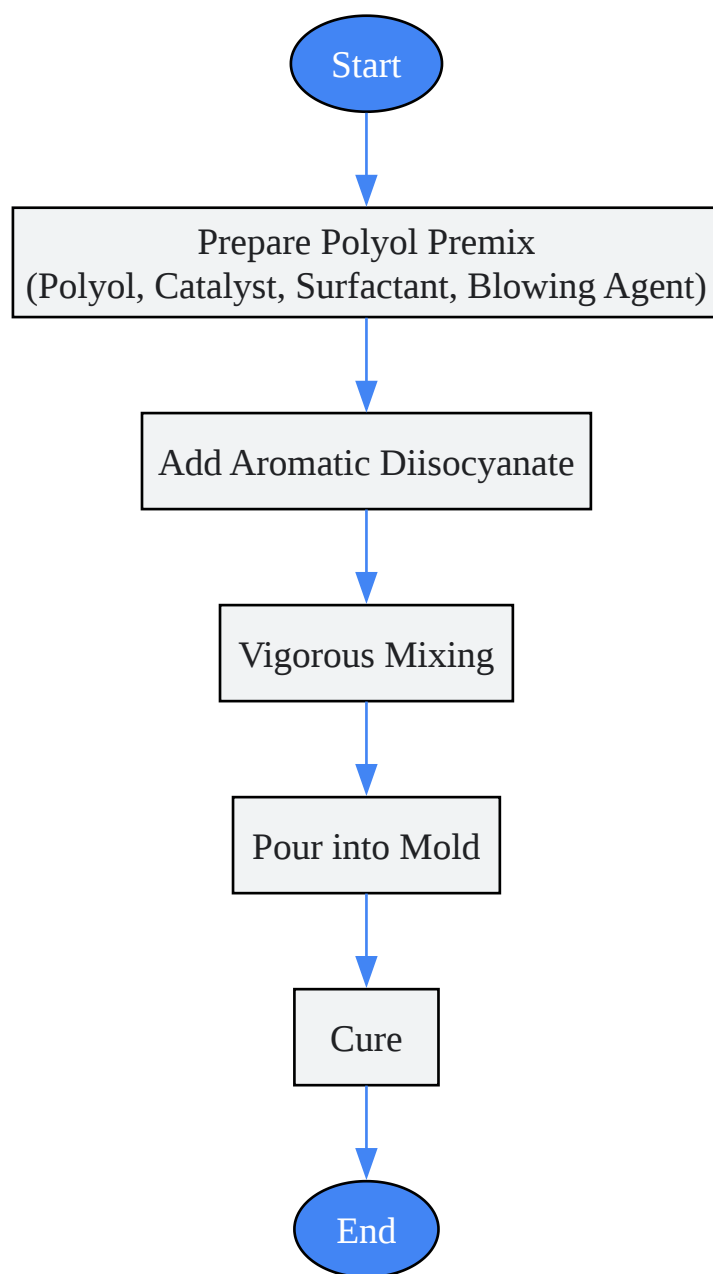 Start
Prepare Polyol Premix
(Polyol, Catalyst, Surfactant, Blowing Agent)
Add Aromatic Diisocyanate
Vigorous Mixing
Pour into Mold
Cure
End